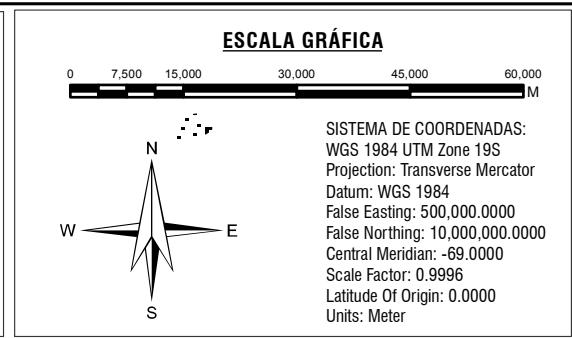 ESCALA GRÁFICA
0 7,500 15,000 30,000 45,000 60,000
M
N
W E
S
SISTEMA DE COORDENADAS:
WGS 1984 UTM Zone 19S
Projection: Transverse Mercator
Datum: WGS 1984
False Easting: 500,000.0000
False Northing: 10,000,000.0000
Central Meridian: -69.0000
Scale Factor: 0.9996
Latitude Of Origin: 0.0000
Units: Meter